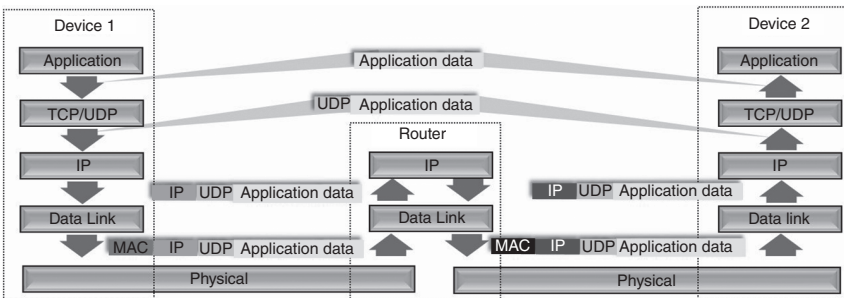 Device 1
Device 2
Application
Application data
Application
TCP/UDP
UDP Application data
TCP/UDP
Router
IP
IP
IP
IP UDP Application data
IP UDP Application data
Data Link
Data Link
Data link
MAC IP UDP Application data
MAC IP UDP Application data
Physical
Physical